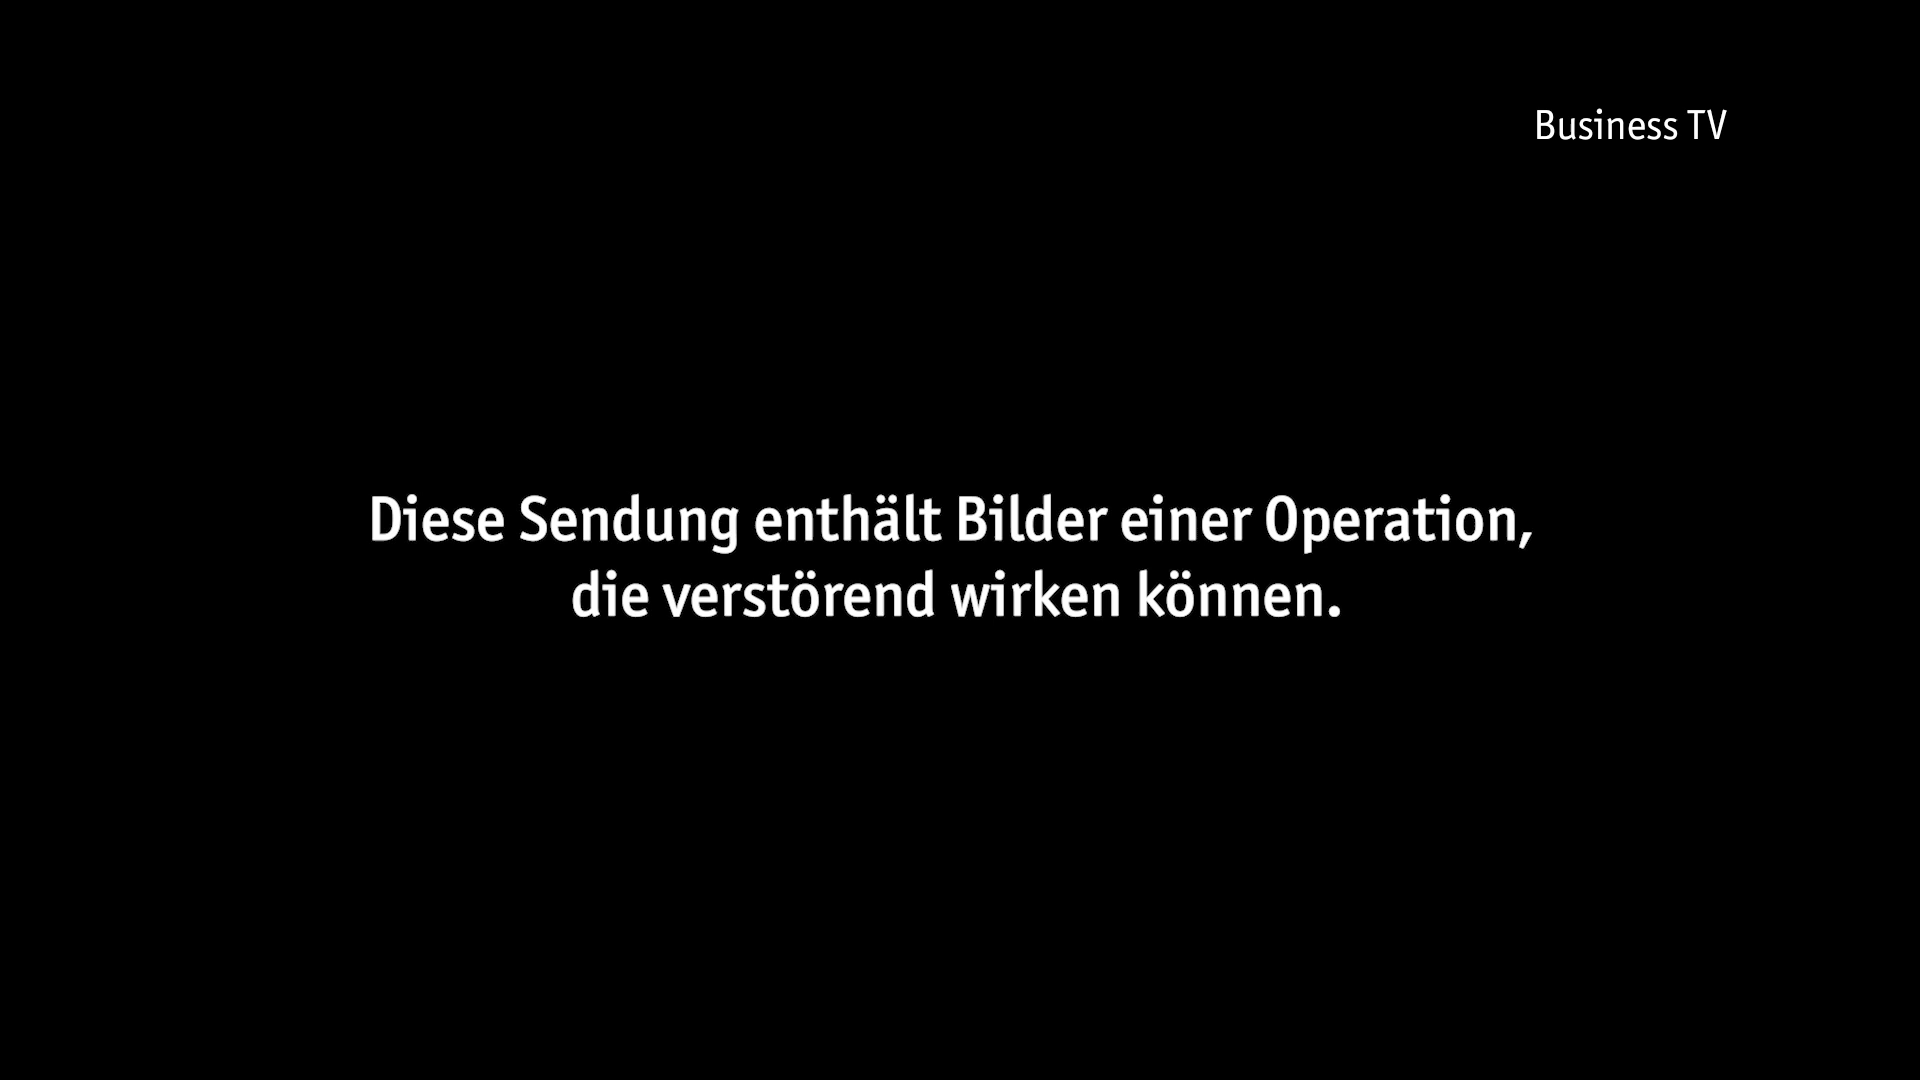 Business TV
Diese Sendung enthält Bilder einer Operation,
die verstörend wirken können.